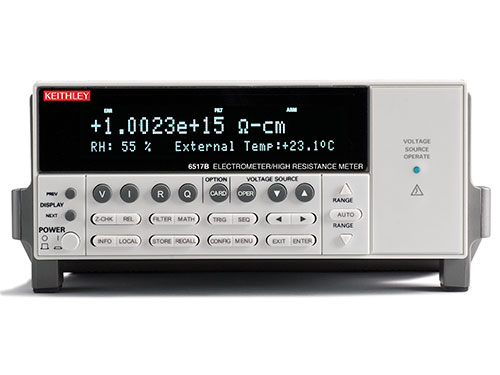 KEITHLEY
ERR FILT ARM
+1.0023e+15 Ω-cm
RH: 55 % External Temp:+23.1ºC
6517B ELECTROMETER/HIGH RESISTANCE METER
VOLTAGE
SOURCE
OPERATE
OPTION VOLTAGE SOURCE
PREV
DISPLAY
NEXT
V I R Q CARD OPER
RANGE
AUTO
RANGE
Z-CHK REL FILTER MATH TRIG SEQ
POWER
O I
INFO LOCAL STORE RECALL CONFIG MENU EXIT ENTER